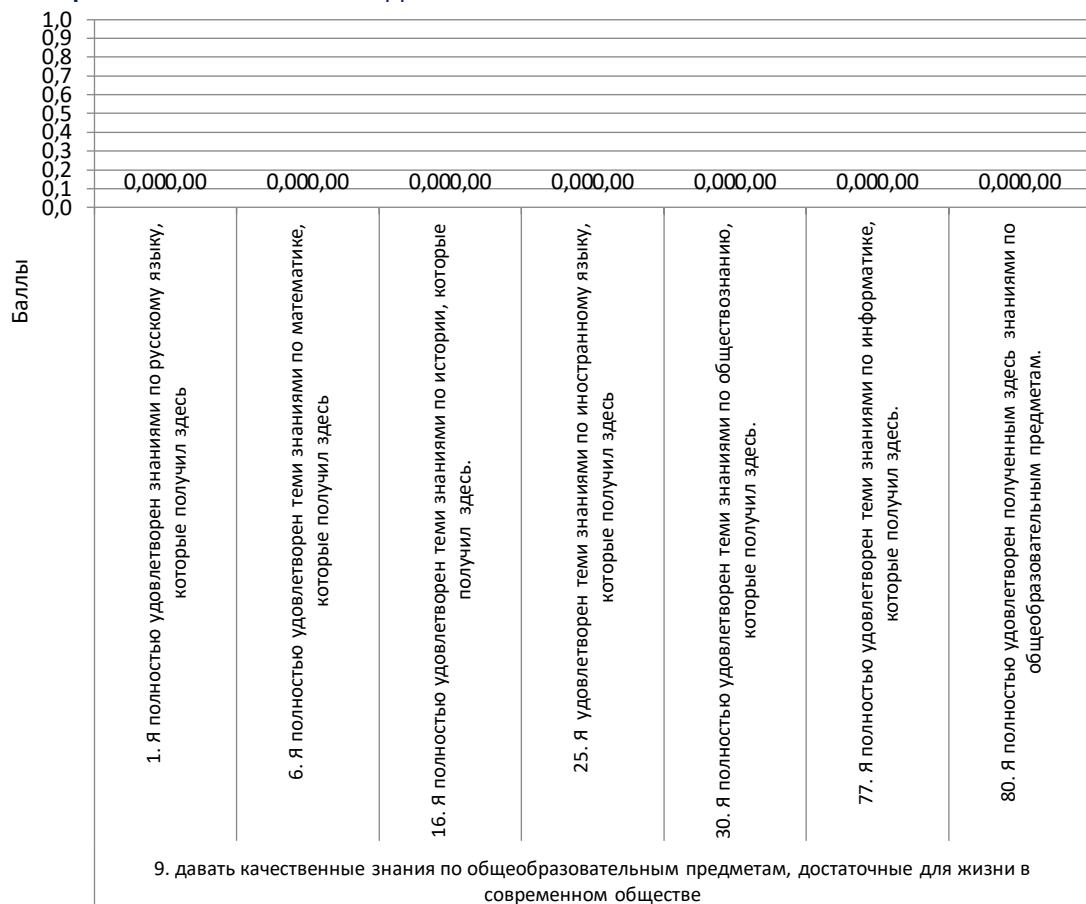 1,0
0,9
0,8
0,7
0,6
0,5
0,4
0,3
0,2
0,1
0,0
Баллы
0,000,00
0,000,00
0,000,00
0,000,00
0,000,00
0,000,00
0,000,00
1. Я полностью удовлетворен знаниями по русскому языку,
которые получил здесь
6. Я полностью удовлетворен теми знаниями по математике,
которые получил здесь
16. Я полностью удовлетворен теми знаниями по истории, которые
получил здесь.
25. Я удовлетворен теми знаниями по иностранному языку,
которые получил здесь
30. Я полностью удовлетворен теми знаниями по обществознанию,
которые получил здесь.
77. Я полностью удовлетворен теми знаниями по информатике,
которые получил здесь.
80. Я полностью удовлетворен полученным здесь знаниями по
общеобразовательным предметам.
9. давать качественные знания по общеобразовательным предметам, достаточные для жизни в
современном обществе